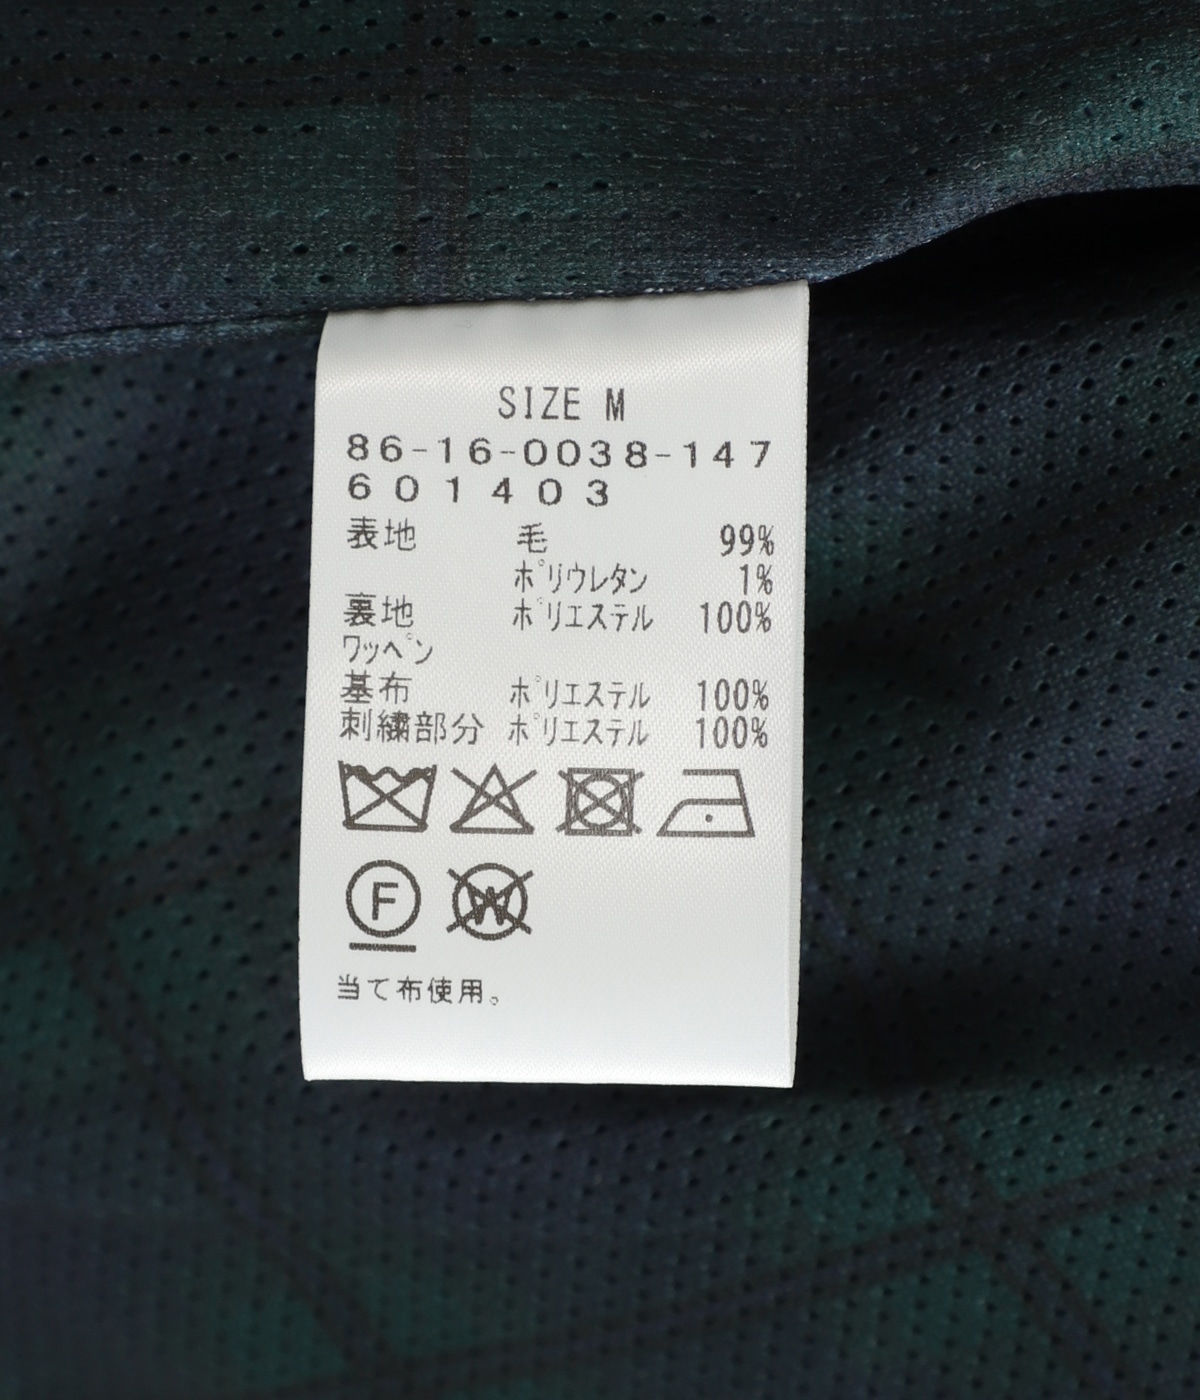 SIZE M
86-16-0038-147
601403
表地 毛 99%
ポリウレタン 1%
裏地 ポリエステル 100%
ワッペン
基布 ポリエステル 100%
刺繍部分 ポリエステル 100%
F W
当て布使用。